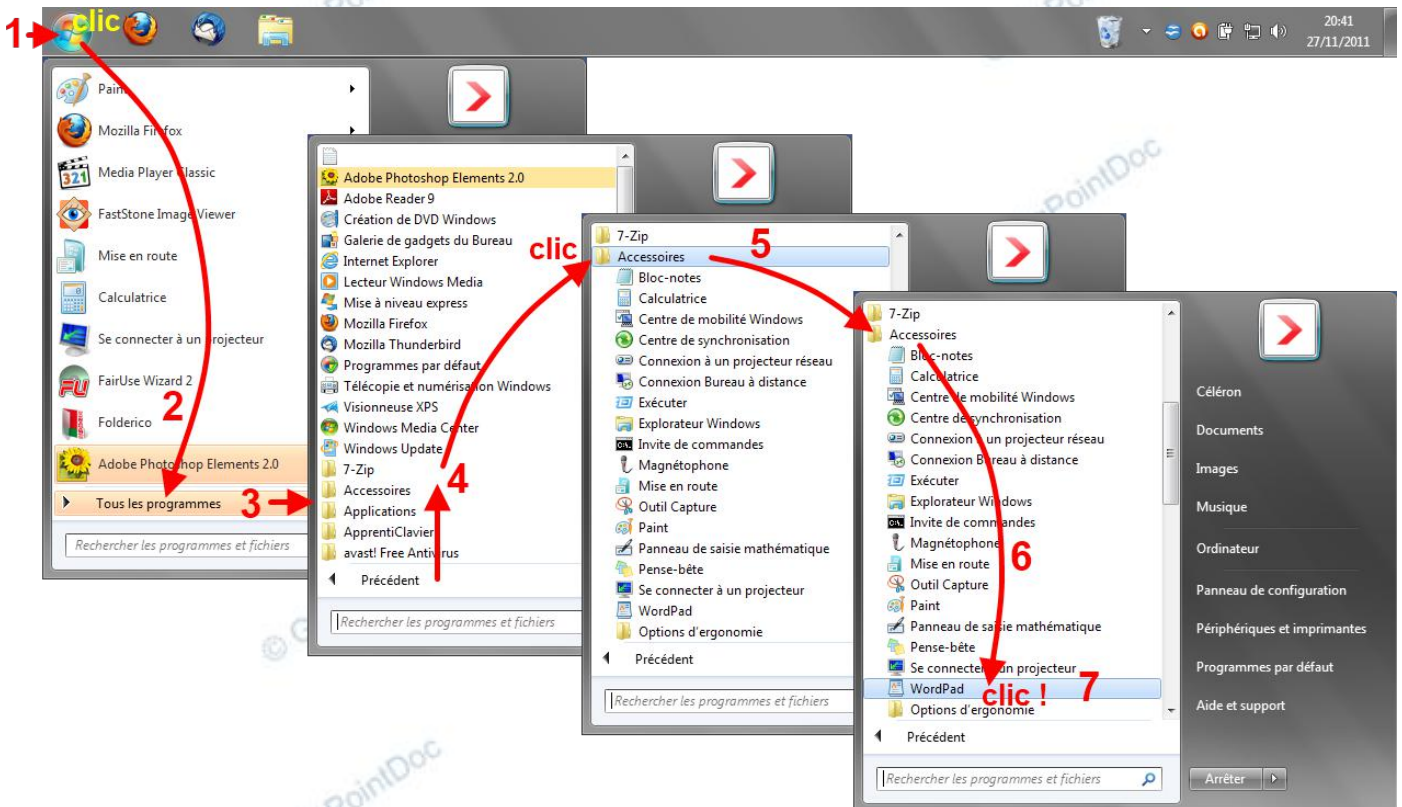 1
clic
20:41
27/11/2011
Paint
Mozilla Firefox
Media Player Classic
FastStone Image Viewer
Mise en route
Calculatrice
Se connecter à un projecteur
FairUse Wizard 2
Folderico
2
Adobe Photoshop Elements 2.0
Tous les programmes
Rechercher les programmes et fichiers
3
Adobe Photoshop Elements 2.0
Adobe Reader 9
Création de DVD Windows
Galerie de gadgets du Bureau
Internet Explorer
Lecteur Windows Media
Mise à niveau express
Mozilla Firefox
Mozilla Thunderbird
Programmes par défaut
Télécopie et numérisation Windows
Visionneuse XPS
Windows Media Center
Windows Update
7-Zip
Accessoires
Applications
ApprentiClavier
avast! Free Antivirus
Précédent
Rechercher les programmes et fichiers
4
clic
7-Zip
Accessoires
5
Bloc-notes
Calculatrice
Centre de mobilité Windows
Centre de synchronisation
Connexion à un projecteur réseau
Connexion Bureau à distance
Exécuter
Explorateur Windows
Invite de commandes
Magnétophone
Mise en route
Outil Capture
Paint
Panneau de saisie mathématique
Pense-bête
Se connecter à un projecteur
WordPad
Options d'ergonomie
Précédent
Rechercher les programmes et fichiers
7-Zip
Accessoires
Bloc-notes
Calculatrice
Centre de mobilité Windows
Centre de synchronisation
Connexion à un projecteur réseau
Connexion Bureau à distance
Exécuter
Explorateur Windows
Invite de commandes
Magnétophone
6
Mise en route
Outil Capture
Paint
Panneau de saisie mathématique
Pense-bête
Se connecter à un projecteur
WordPad
clic !
7
Options d'ergonomie
Précédent
Rechercher les programmes et fichiers
Céléron
Documents
Images
Musique
Ordinateur
Panneau de configuration
Périphériques et imprimantes
Programmes par défaut
Aide et support
Arrêter
PointDoc
© G
PointDoc